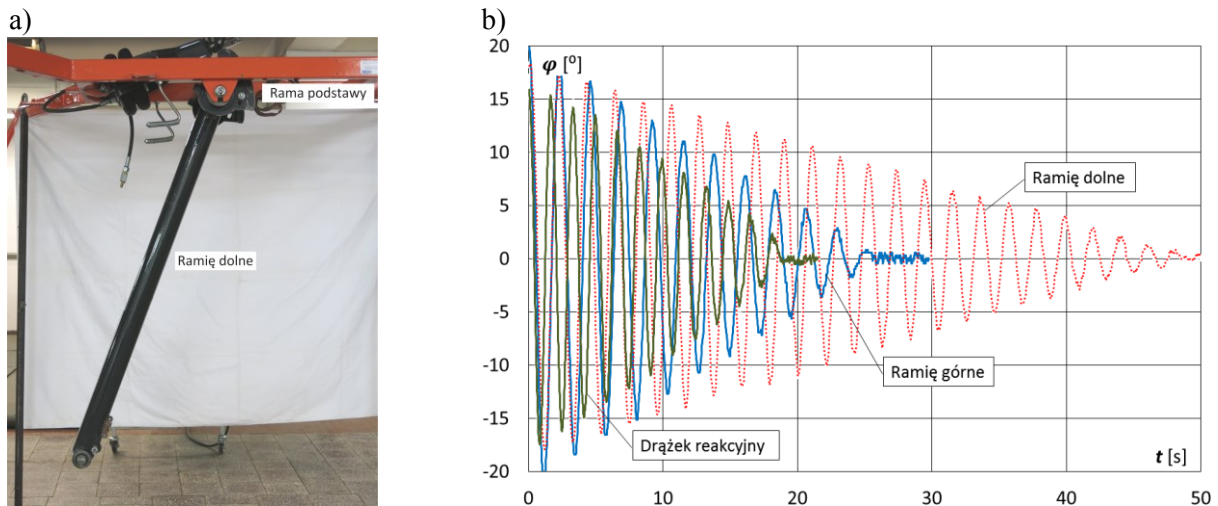 a)
Rama podstawy
Ramię dolne
b)
φ [⁰]
20
15
10
5
0
-5
-10
-15
-20
Ramię dolne
Ramię górne
Drążek reakcyjny
t [s]
0 10 20 30 40 50